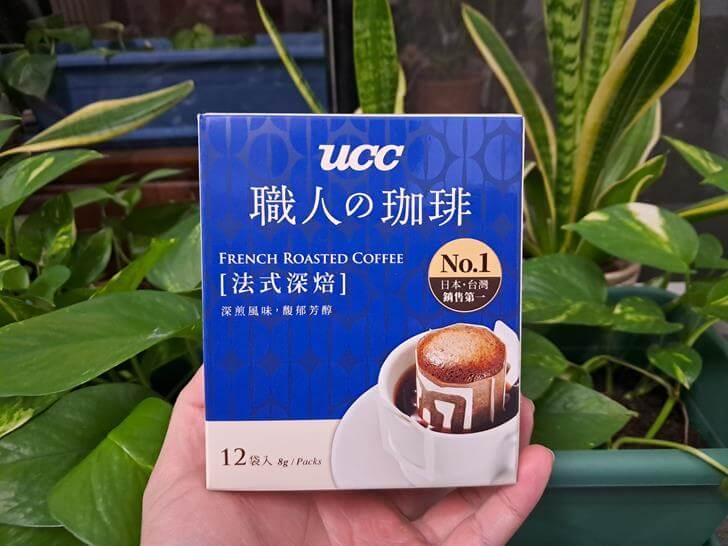 UCC
職人の珈琲
FRENCH ROASTED COFFEE
[法式深焙]
深煎風味，馥郁芳醇
No.1
日本・台灣
銷售第一
12袋入 8g / Packs